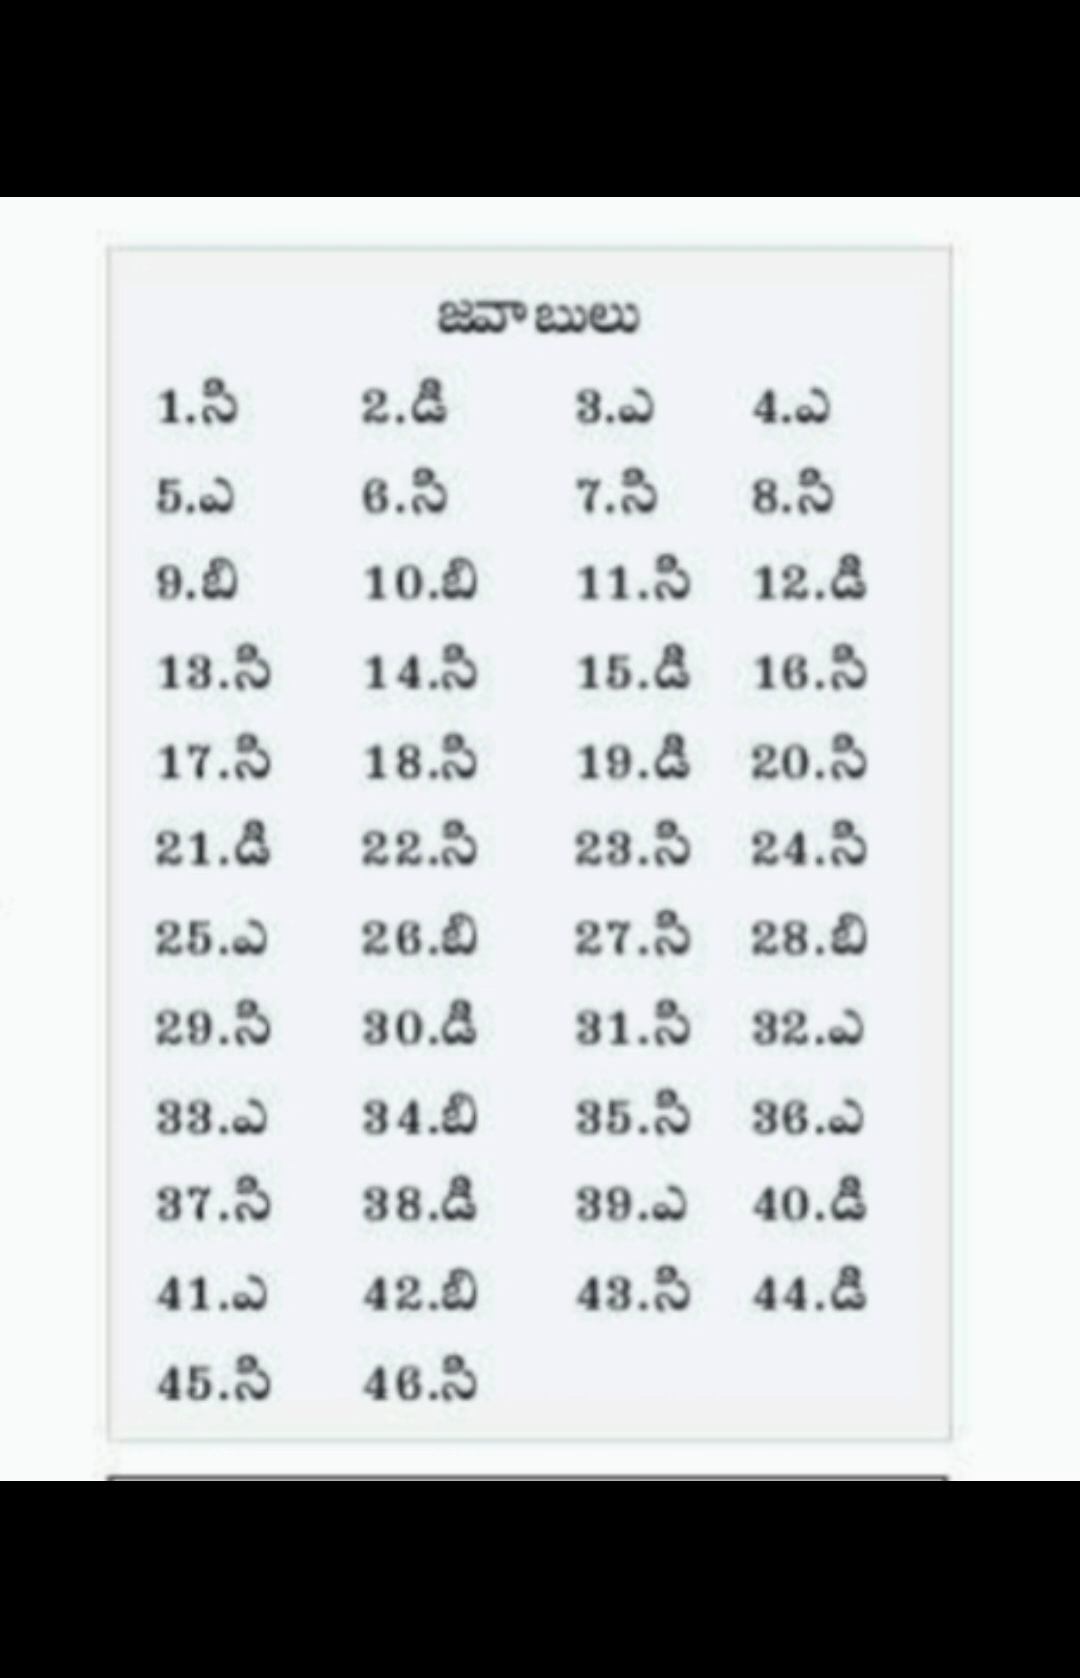 జవాబులు
1.సి 2.డి 3.ఎ 4.ఎ
5.ఎ 6.సి 7.సి 8.సి
9.బి 10.బి 11.సి 12.డి
13.సి 14.సి 15.డి 16.సి
17.సి 18.సి 19.డి 20.సి
21.డి 22.సి 23.సి 24.సి
25.ఎ 26.బి 27.సి 28.బి
29.సి 30.డి 31.సి 32.ఎ
33.ఎ 34.బి 35.సి 36.ఎ
37.సి 38.డి 39.ఎ 40.డి
41.ఎ 42.బి 43.సి 44.డి
45.సి 46.సి